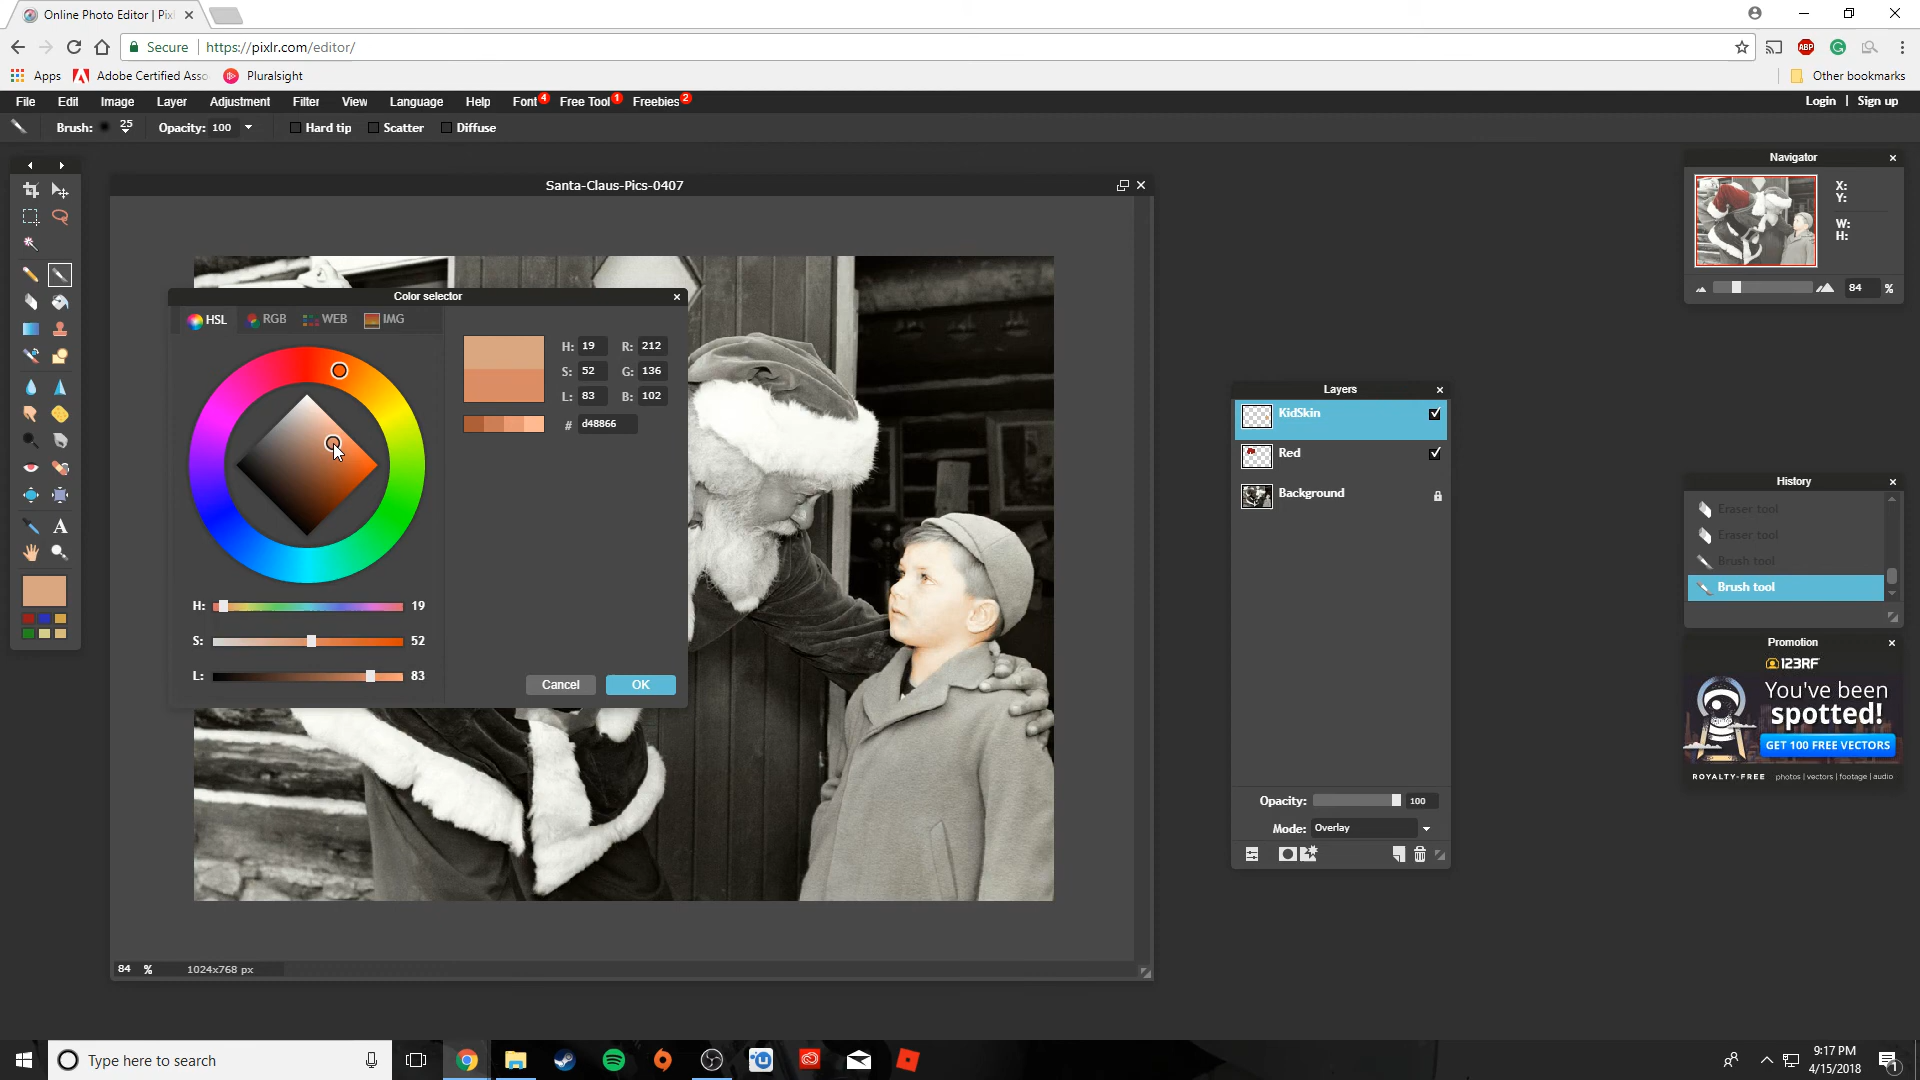 Online Photo Editor | Pixl
Secure https://pixlr.com/editor/
ABP
Apps Adobe Certified Asso Pluralsight Other bookmarks
File Edit Image Layer Adjustment Filter View Language Help Font 4 Free Tool 1 Freebies 2 Login | Sign up
Brush: 25 Opacity: 100 Hard tip Scatter Diffuse
Navigator
X:
Y:
W:
H:
84 %
Santa-Claus-Pics-0407
Color selector
HSL RGB WEB IMG
H: 19 R: 212
S: 52 G: 136
L: 83 B: 102
# d48866
H: 19
S: 52
L: 83
Cancel OK
84 % 1024x768 px
Layers
KidSkin
Red
Background
Opacity: 100
Mode: Overlay
History
Eraser tool
Eraser tool
Brush tool
Brush tool
Promotion
123RF
You've been
spotted!
GET 100 FREE VECTORS
ROYALTY-FREE photos | vectors | footage | audio
A
Type here to search
9:17 PM
4/15/2018
1